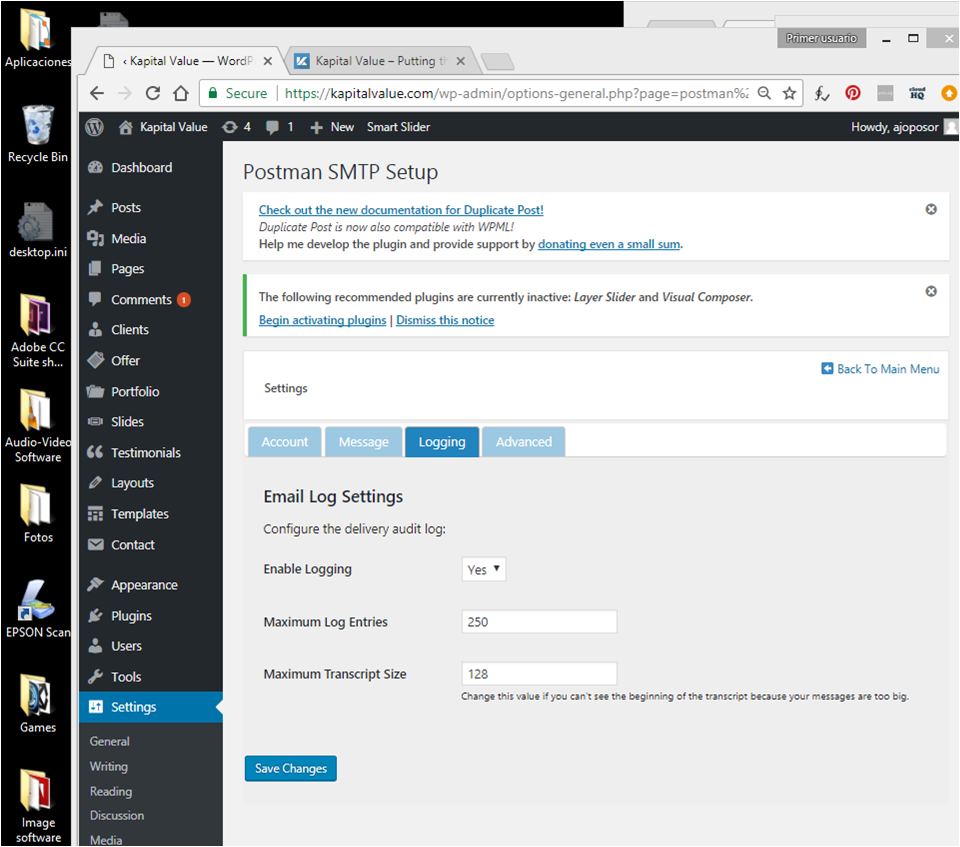 Aplicaciones
Recycle Bin
desktop.ini
Adobe CC
Suite sh...
Audio-Video
Software
Fotos
EPSON Scan
Games
Image
software
Primer usuario
‹ Kapital Value — WordP
Kapital Value – Putting th
Secure
https://kapitalvalue.com/wp-admin/options-general.php?page=postman%2
cloud
HQ
Kapital Value
4
1
New
Smart Slider
Howdy, ajoposor
Dashboard
Posts
Media
Pages
Comments 1
Clients
Offer
Portfolio
Slides
Testimonials
Layouts
Templates
Contact
Appearance
Plugins
Users
Tools
Settings
General
Writing
Reading
Discussion
Media
Postman SMTP Setup
Check out the new documentation for Duplicate Post!
Duplicate Post is now also compatible with WPML!
Help me develop the plugin and provide support by donating even a small sum.
The following recommended plugins are currently inactive: Layer Slider and Visual Composer.
Begin activating plugins | Dismiss this notice
Back To Main Menu
Settings
Account
Message
Logging
Advanced
Email Log Settings
Configure the delivery audit log:
Enable Logging
Yes
Maximum Log Entries
250
Maximum Transcript Size
128
Change this value if you can't see the beginning of the transcript because your messages are too big.
Save Changes